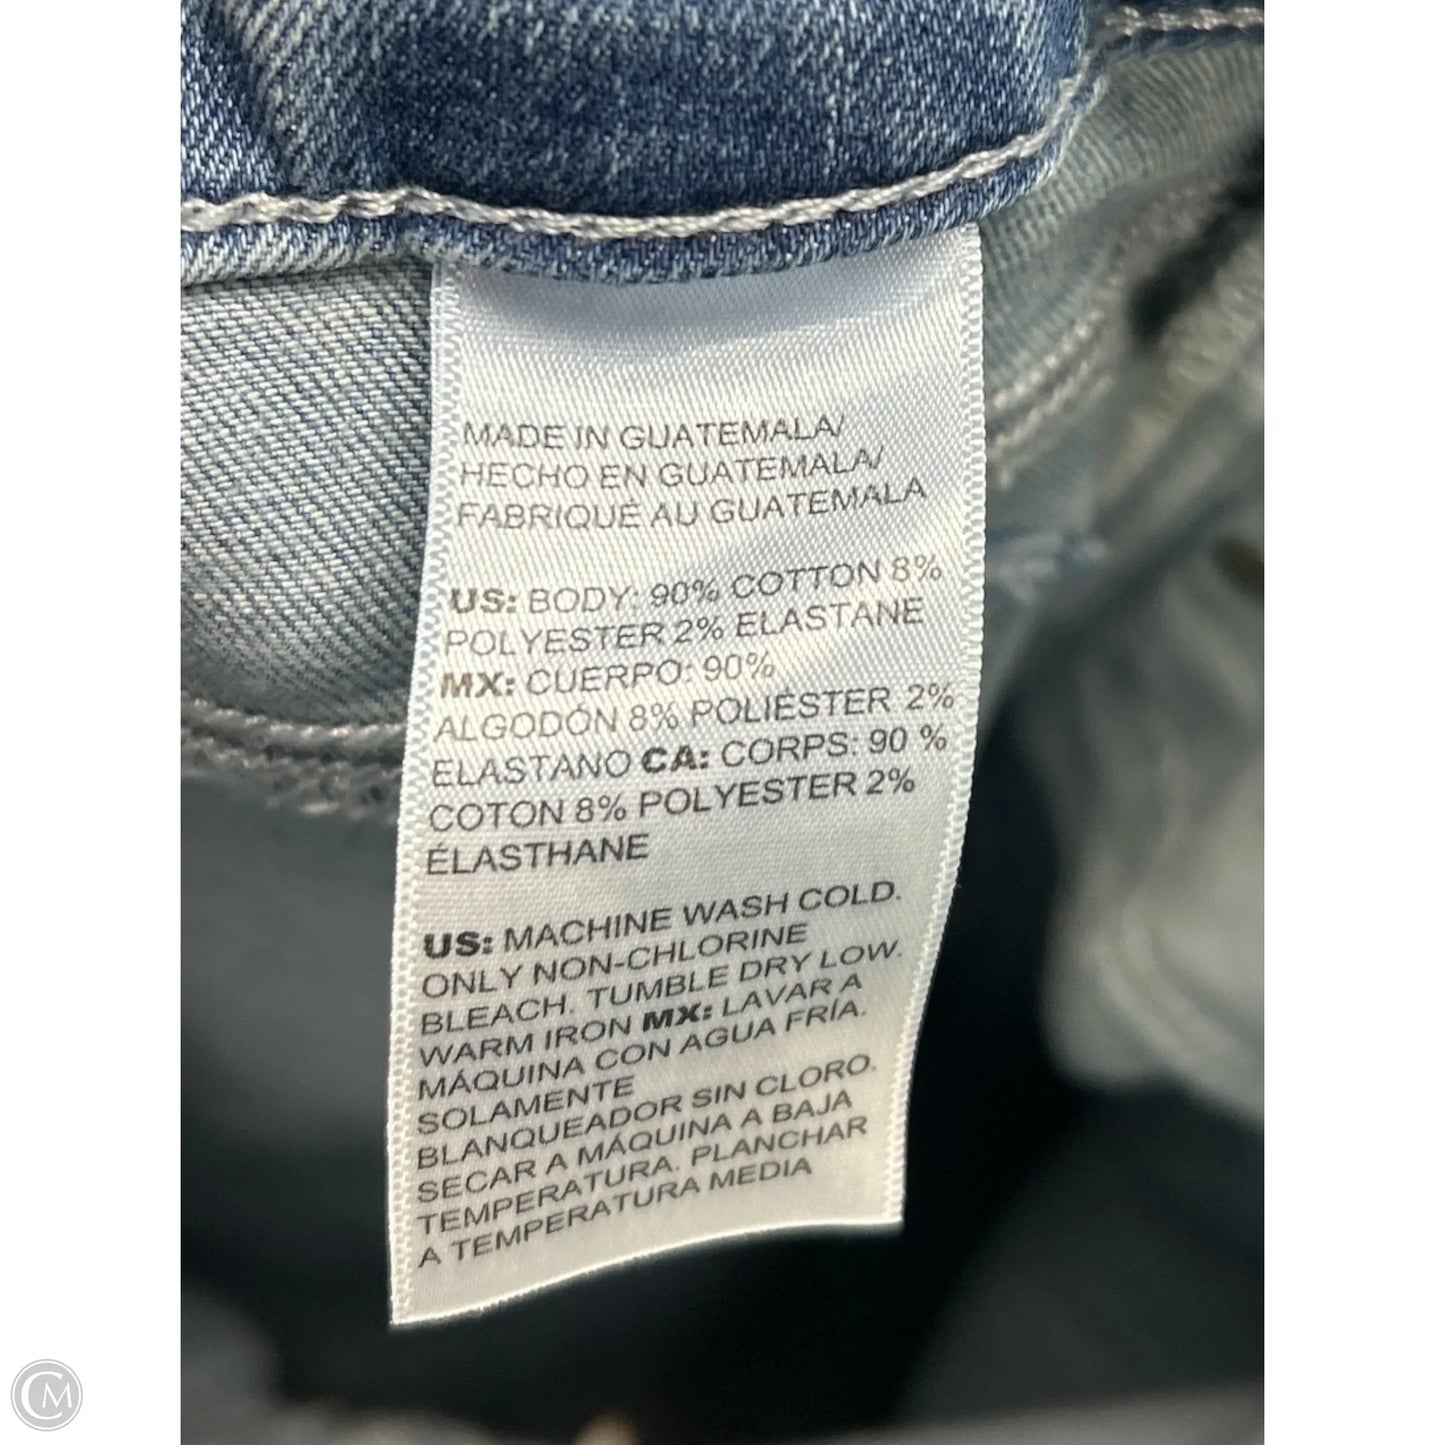 MADE IN GUATEMALA/
HECHO EN GUATEMALA/
FABRIQUÉ AU GUATEMALA
US: BODY: 90% COTTON 8%
POLYESTER 2% ELASTANE
MX: CUERPO: 90%
ALGODÓN 8% POLIÉSTER 2%
ELASTANO CA: CORPS: 90 %
COTON 8% POLYESTER 2%
ÉLASTHANE
US: MACHINE WASH COLD.
ONLY NON-CHLORINE
BLEACH. TUMBLE DRY LOW.
WARM IRON MX: LAVAR A
MÁQUINA CON AGUA FRÍA.
SOLAMENTE
BLANQUEADOR SIN CLORO.
SECAR A MÁQUINA A BAJA
TEMPERATURA. PLANCHAR
A TEMPERATURA MEDIA
CM